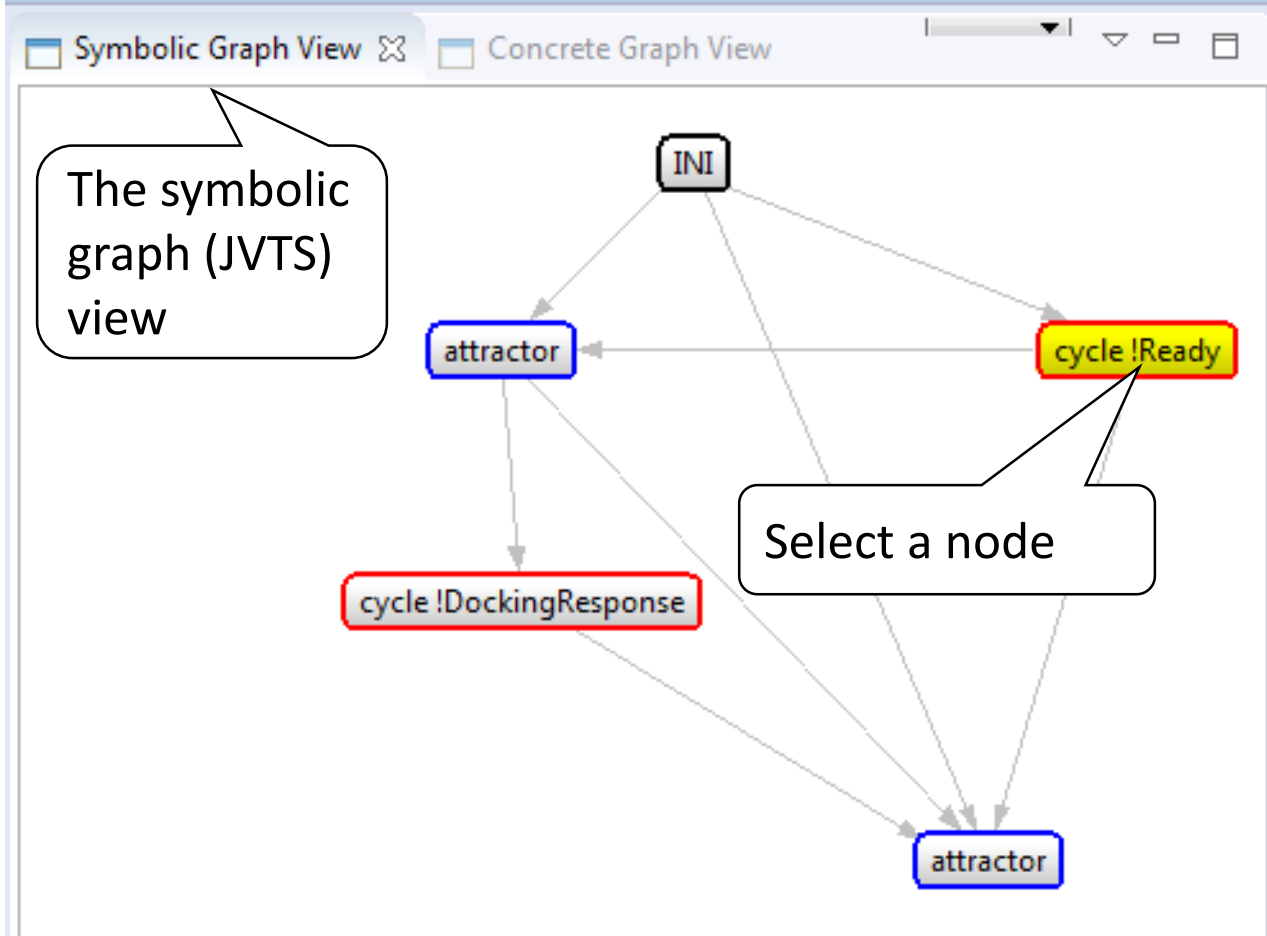 Symbolic Graph View
Concrete Graph View
The symbolic
graph (JVTS)
view
INI
attractor
cycle !Ready
Select a node
cycle !DockingResponse
attractor